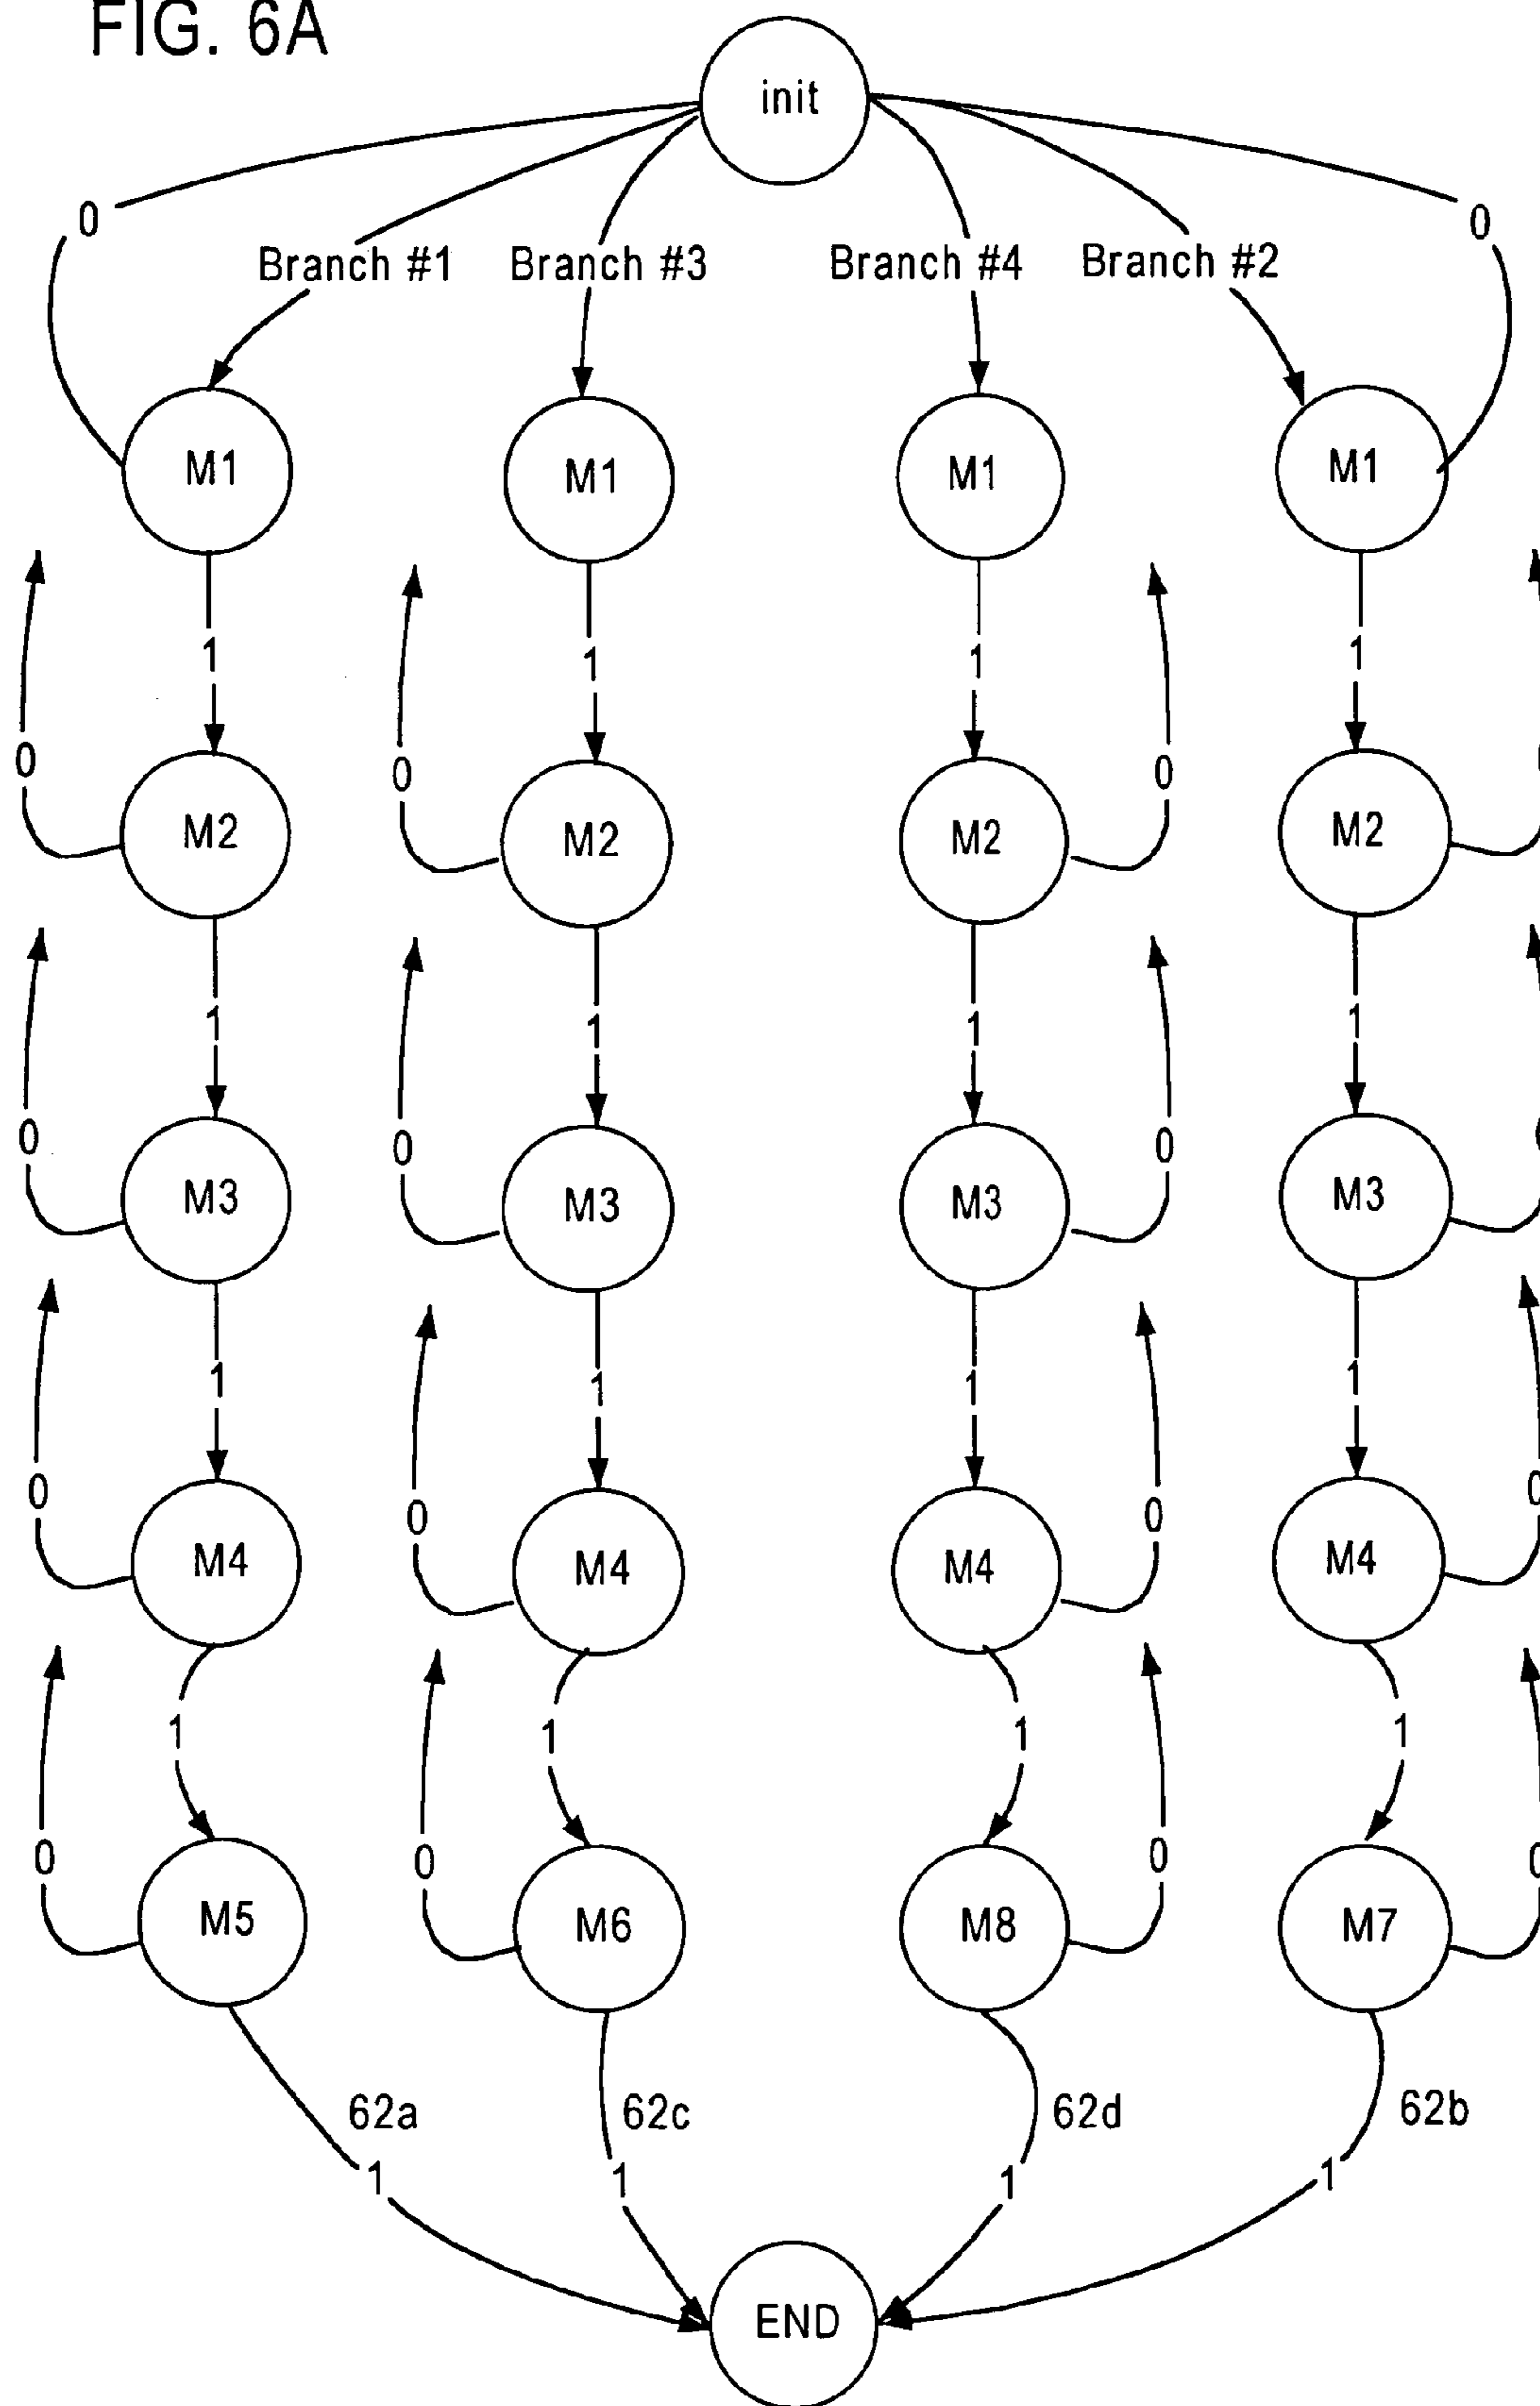 FIG. 6A
init
0 0
Branch #1 Branch #3 Branch #4 Branch #2
M1 M1 M1 M1
1 1 1 1
0 0 0
M2 M2 M2 M2
1 1 1 1
0 0 0
M3 M3 M3 M3
1 1 1 1
0 0 0 0
M4 M4 M4 M4
1 1 1 1
0 0 0 0
M5 M6 M8 M7
62a 62c 62d 62b
1 1 1 1
END